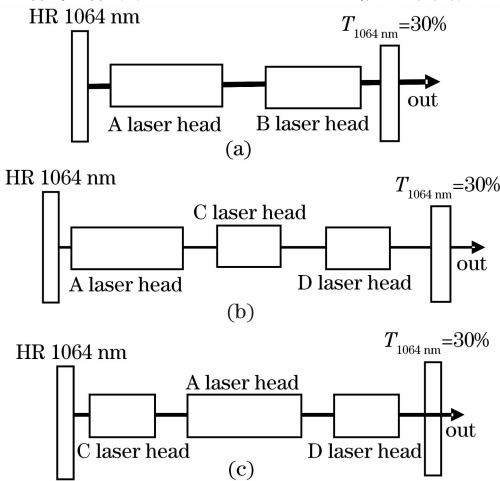 HR 1064 nm
T1064 nm=30%
out
A laser head
B laser head
(a)
HR 1064 nm
T1064 nm=30%
C laser head
out
A laser head
D laser head
(b)
HR 1064 nm
T1064 nm=30%
A laser head
out
C laser head
D laser head
(c)